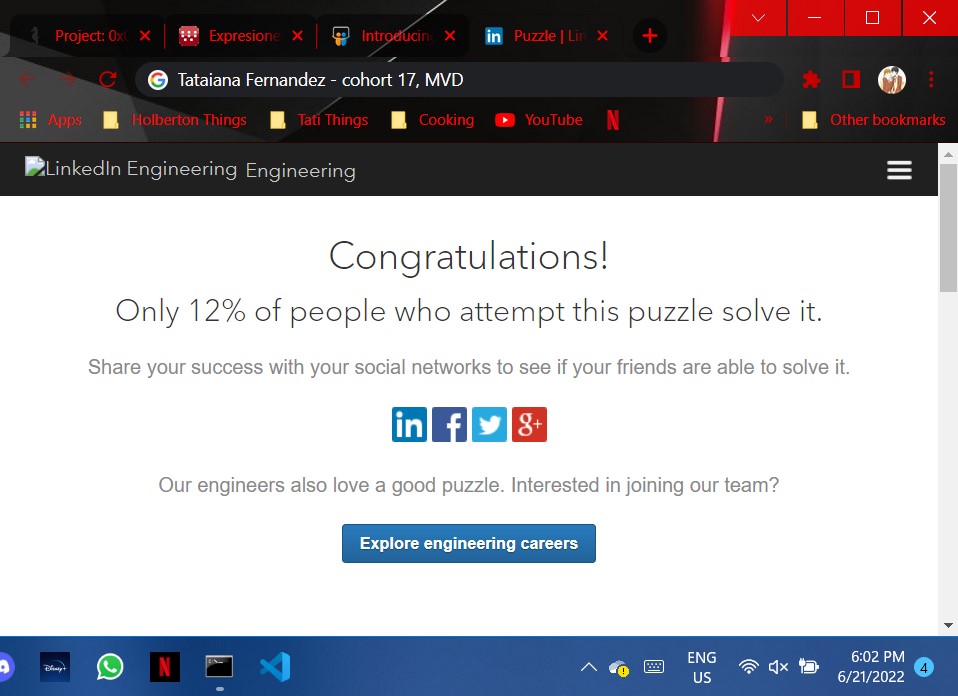 Project: 0x
Expresione
Introducin
Puzzle | Lin
Tataiana Fernandez - cohort 17, MVD
Apps
Holberton Things
Tati Things
Cooking
YouTube
N
»
Other bookmarks
LinkedIn Engineering Engineering
Congratulations!
Only 12% of people who attempt this puzzle solve it.
Share your success with your social networks to see if your friends are able to solve it.
in f g+
Our engineers also love a good puzzle. Interested in joining our team?
Explore engineering careers
Disney+
N
ENG
US
6:02 PM
6/21/2022
4